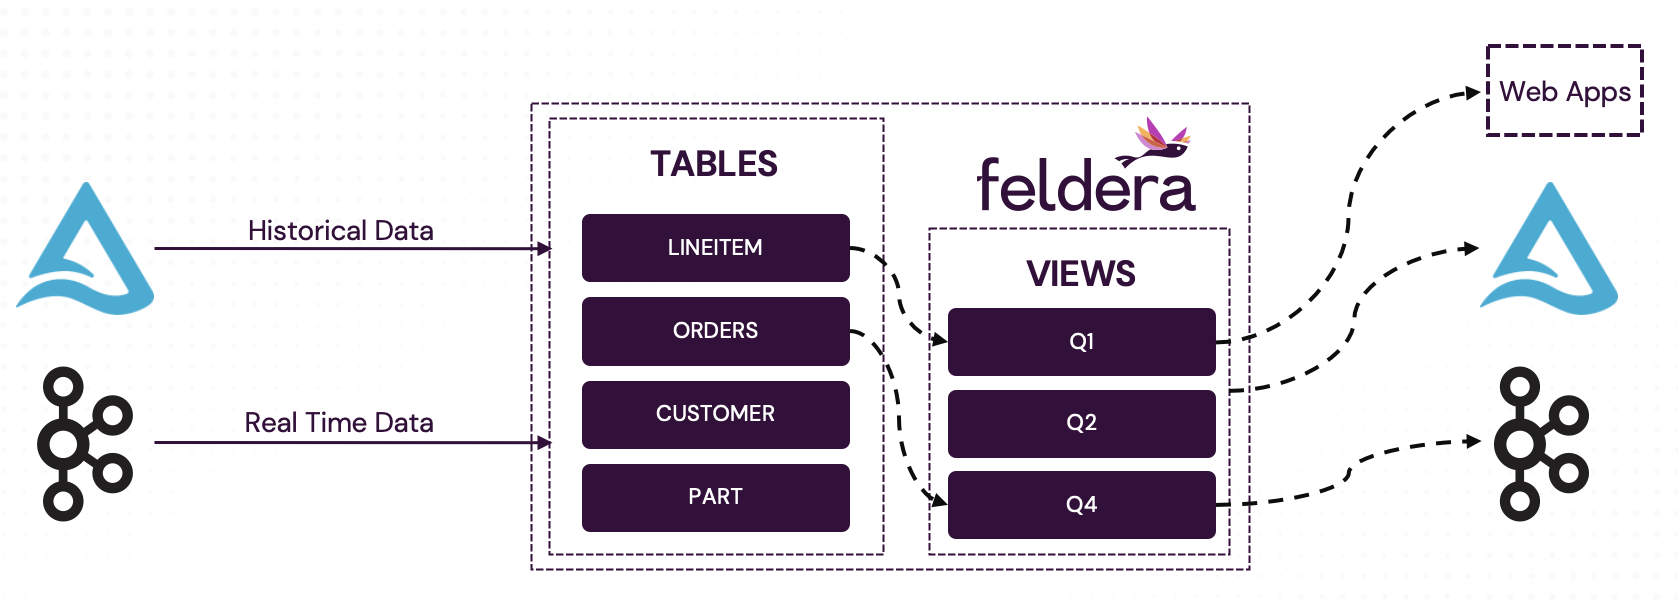 Web Apps
TABLES
feldera
Historical Data
LINEITEM
VIEWS
ORDERS
Q1
Real Time Data
CUSTOMER
Q2
PART
Q4